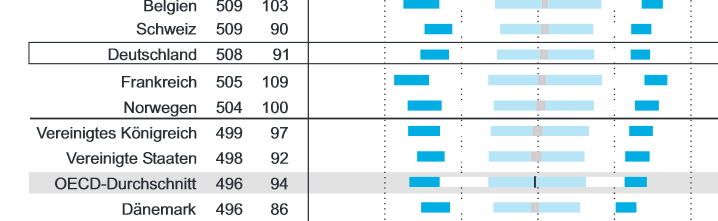 Belgien 509 103
Schweiz 509 90
Deutschland 508 91
Frankreich 505 109
Norwegen 504 100
Vereinigtes Königreich 499 97
Vereinigte Staaten 498 92
OECD-Durchschnitt 496 94
Dänemark 496 86